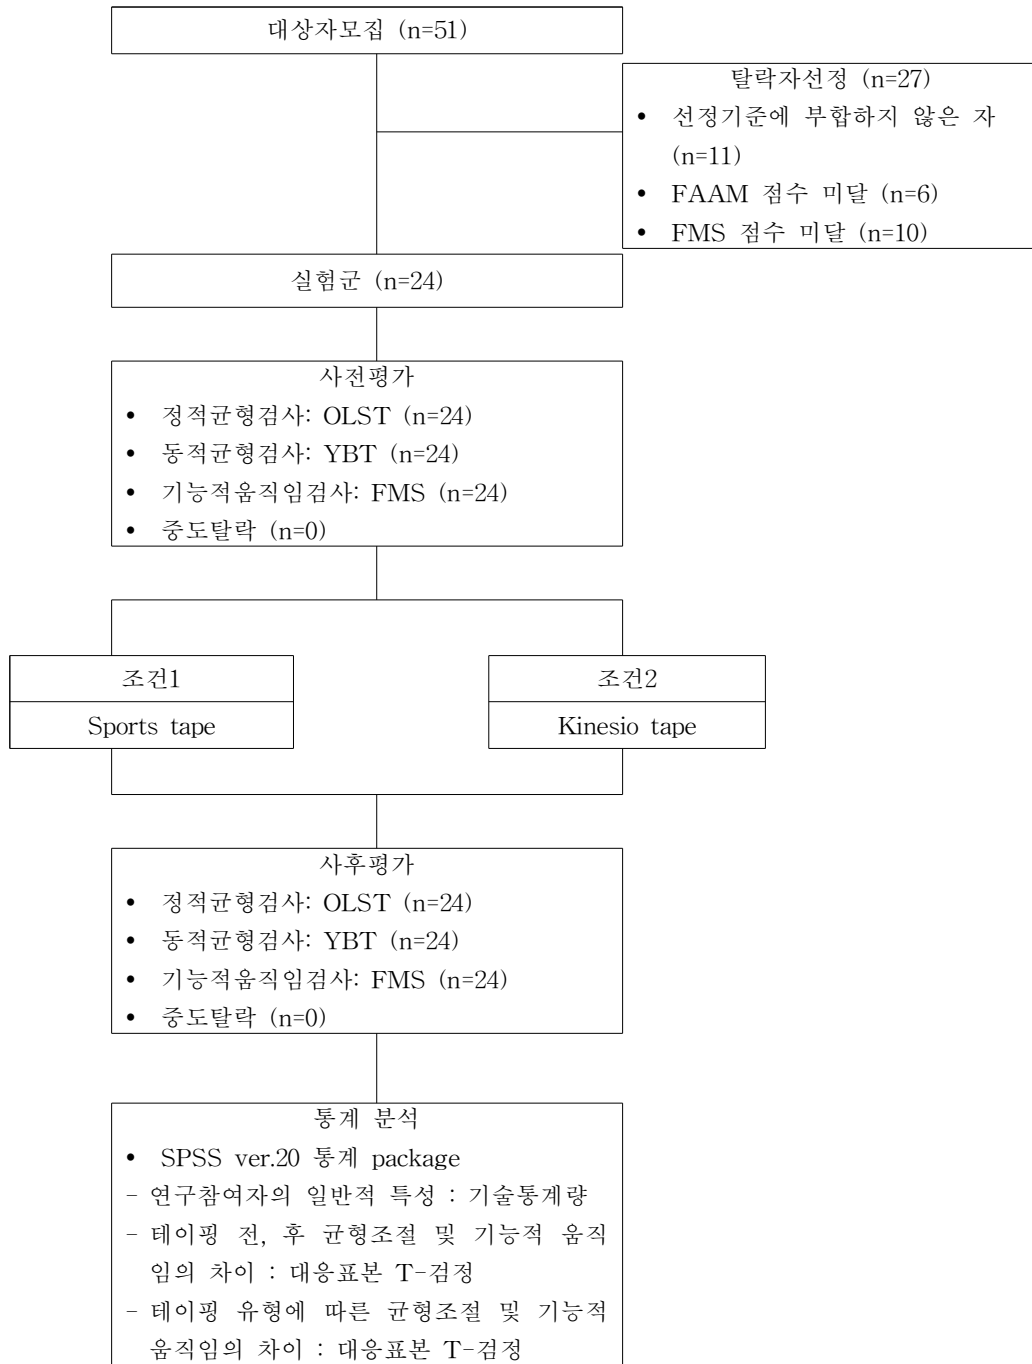 대상자모집 (n=51)
탈락자선정 (n=27)
• 선정기준에 부합하지 않은 자
(n=11)
• FAAM 점수 미달 (n=6)
• FMS 점수 미달 (n=10)
실험군 (n=24)
사전평가
• 정적균형검사: OLST (n=24)
• 동적균형검사: YBT (n=24)
• 기능적움직임검사: FMS (n=24)
• 중도탈락 (n=0)
조건1
Sports tape
조건2
Kinesio tape
사후평가
• 정적균형검사: OLST (n=24)
• 동적균형검사: YBT (n=24)
• 기능적움직임검사: FMS (n=24)
• 중도탈락 (n=0)
통계 분석
• SPSS ver.20 통계 package
- 연구참여자의 일반적 특성 : 기술통계량
- 테이핑 전, 후 균형조절 및 기능적 움직
임의 차이 : 대응표본 T-검정
- 테이핑 유형에 따른 균형조절 및 기능적
움직임의 차이 : 대응표본 T-검정